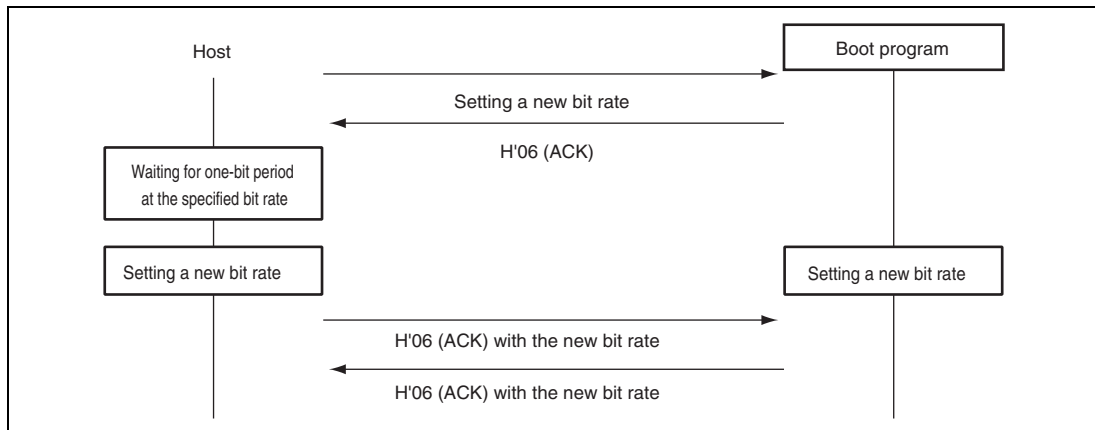 Host
Boot program
Setting a new bit rate
H'06 (ACK)
Waiting for one-bit period
at the specified bit rate
Setting a new bit rate
Setting a new bit rate
H'06 (ACK) with the new bit rate
H'06 (ACK) with the new bit rate